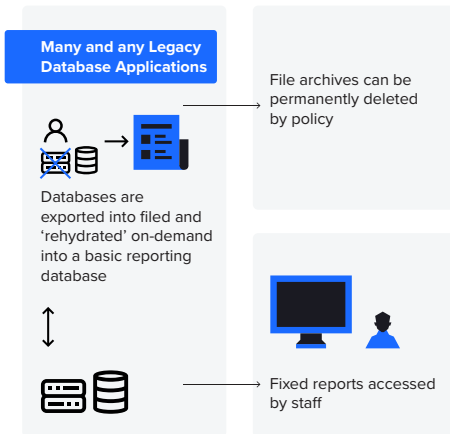 Many and any Legacy
Database Applications
File archives can be
permanently deleted
by policy
Databases are
exported into filed and
‘rehydrated’ on-demand
into a basic reporting
database
Fixed reports accessed
by staff